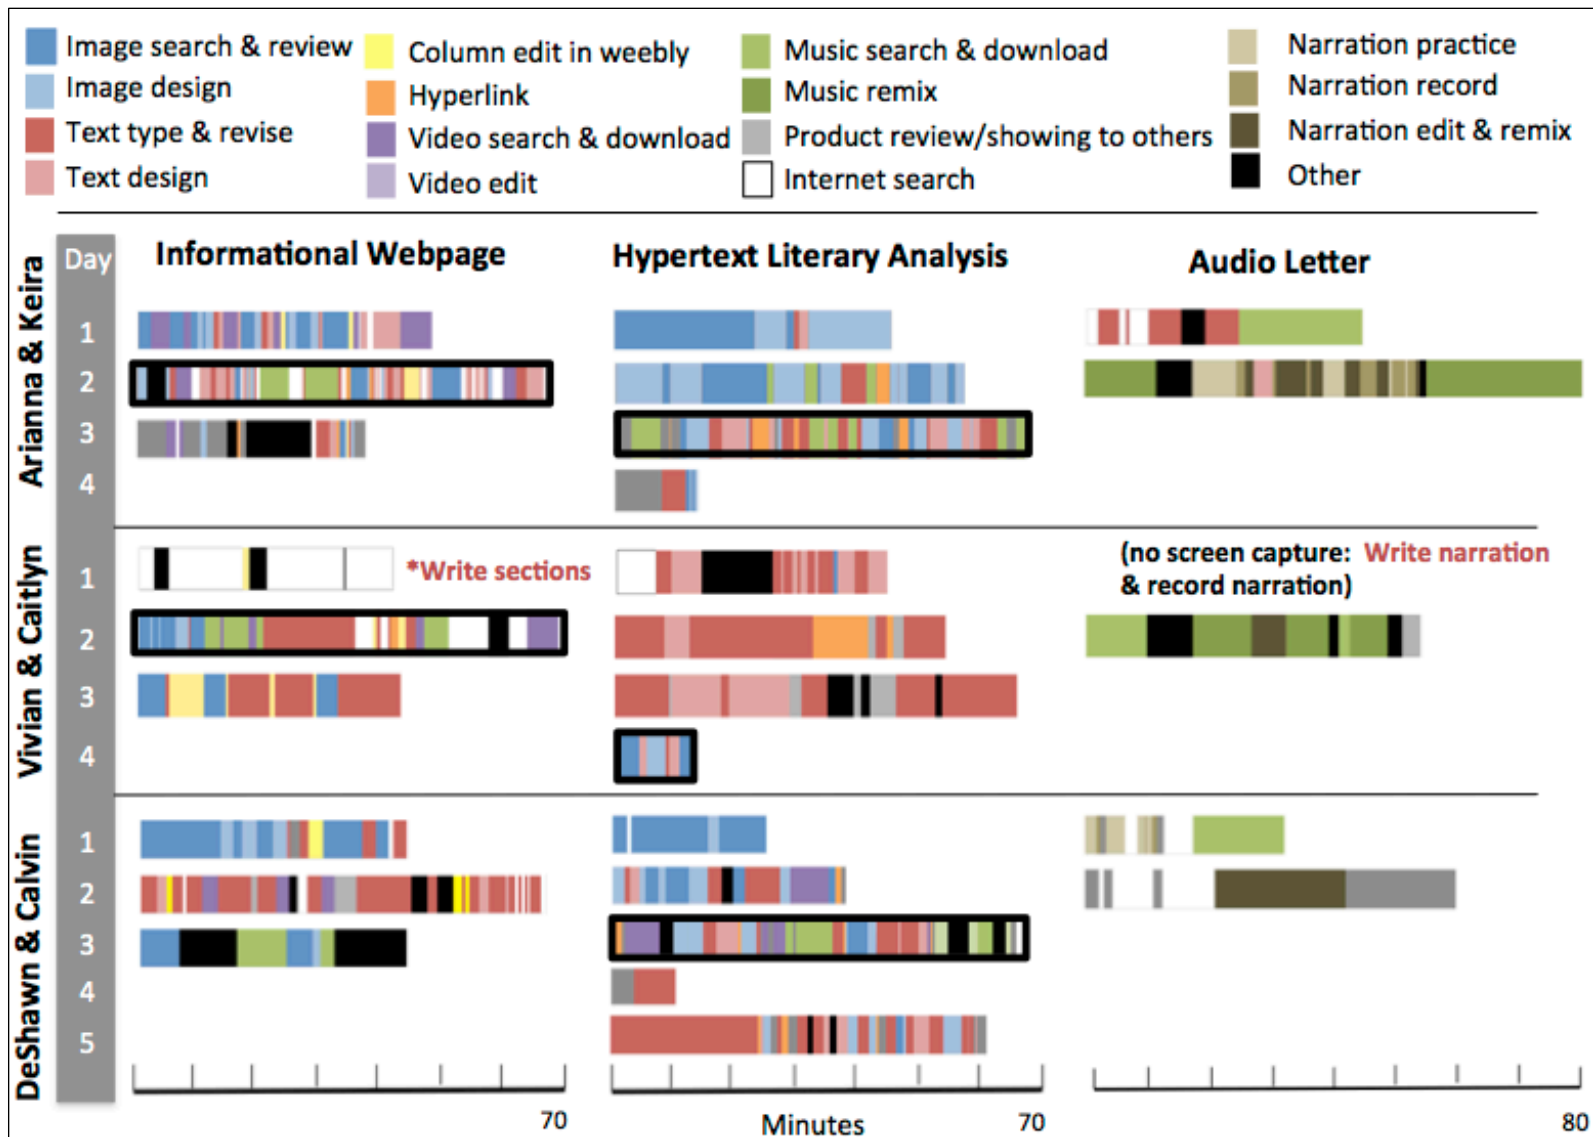 Image search & review
Image design
Text type & revise
Text design
Column edit in weebly
Hyperlink
Video search & download
Video edit
Music search & download
Music remix
Product review/showing to others
Internet search
Narration practice
Narration record
Narration edit & remix
Other
Day
Informational Webpage
Hypertext Literary Analysis
Audio Letter
Arianna & Keira
1
2
3
4
Vivian & Caitlyn
1
*Write sections
(no screen capture: Write narration
& record narration)
2
3
4
DeShawn & Calvin
1
2
3
4
5
70
Minutes
70
80